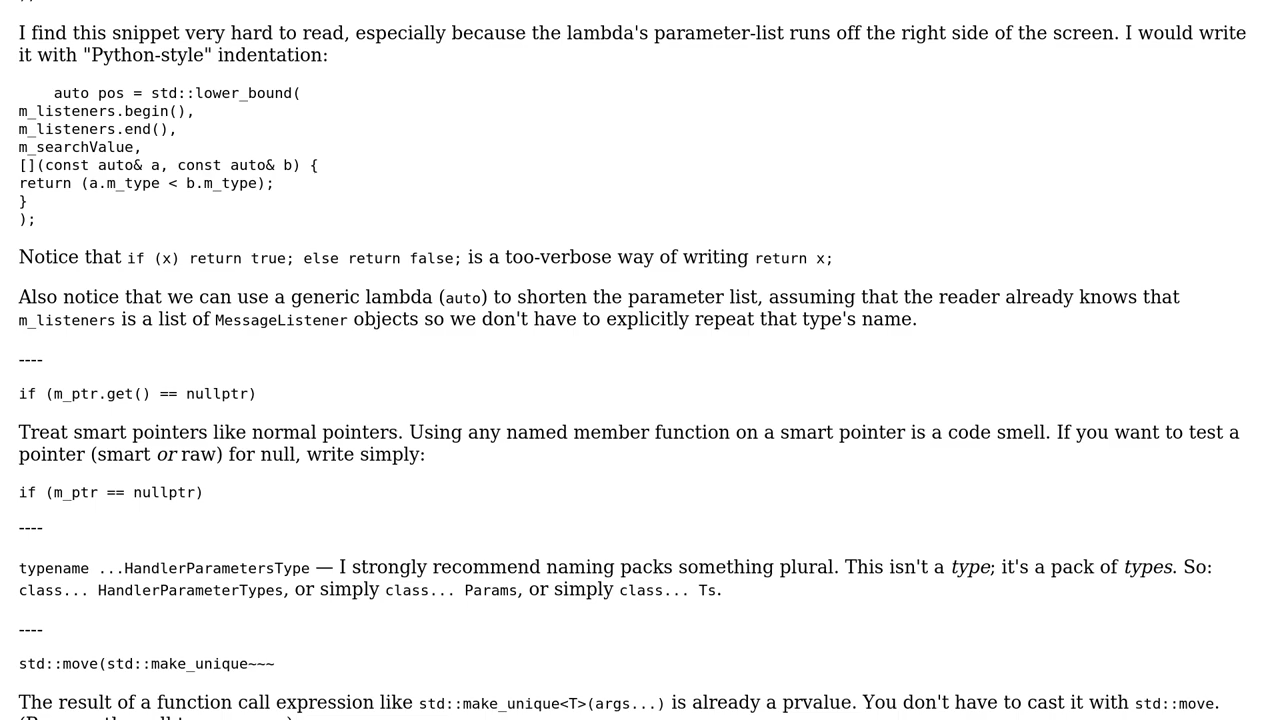 I find this snippet very hard to read, especially because the lambda's parameter-list runs off the right side of the screen. I would write
it with "Python-style" indentation:
auto pos = std::lower_bound(
m_listeners.begin(),
m_listeners.end(),
m_searchValue,
[](const auto& a, const auto& b) {
return (a.m_type < b.m_type);
}
);
Notice that if (x) return true; else return false; is a too-verbose way of writing return x;
Also notice that we can use a generic lambda (auto) to shorten the parameter list, assuming that the reader already knows that
m_listeners is a list of MessageListener objects so we don't have to explicitly repeat that type's name.
----
if (m_ptr.get() == nullptr)
Treat smart pointers like normal pointers. Using any named member function on a smart pointer is a code smell. If you want to test a
pointer (smart or raw) for null, write simply:
if (m_ptr == nullptr)
----
typename ...HandlerParametersType — I strongly recommend naming packs something plural. This isn't a type; it's a pack of types. So:
class... HandlerParameterTypes, or simply class... Params, or simply class... Ts.
----
std::move(std::make_unique~~~
The result of a function call expression like std::make_unique<T>(args...) is already a prvalue. You don't have to cast it with std::move.